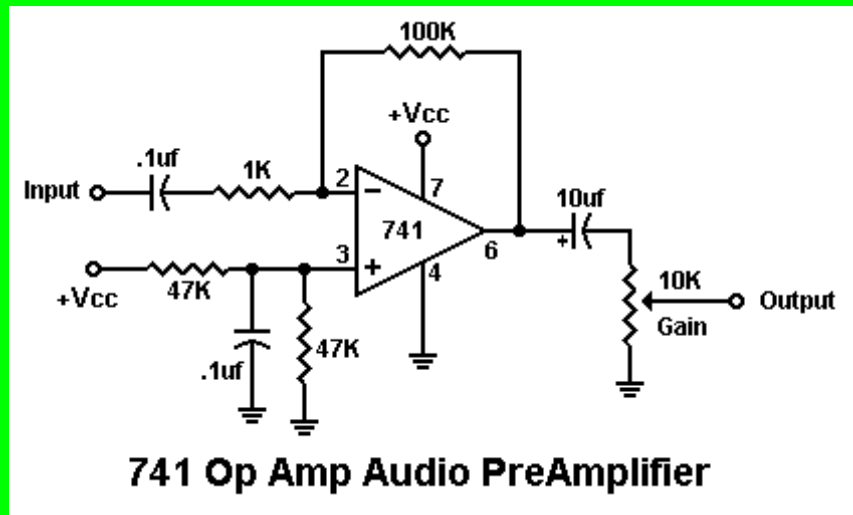 100K
+Vcc
.1uf
1K
Input
2
−
7
10uf
741
3
+
6
+
4
+Vcc
47K
10K
Output
Gain
.1uf
47K
741 Op Amp Audio PreAmplifier